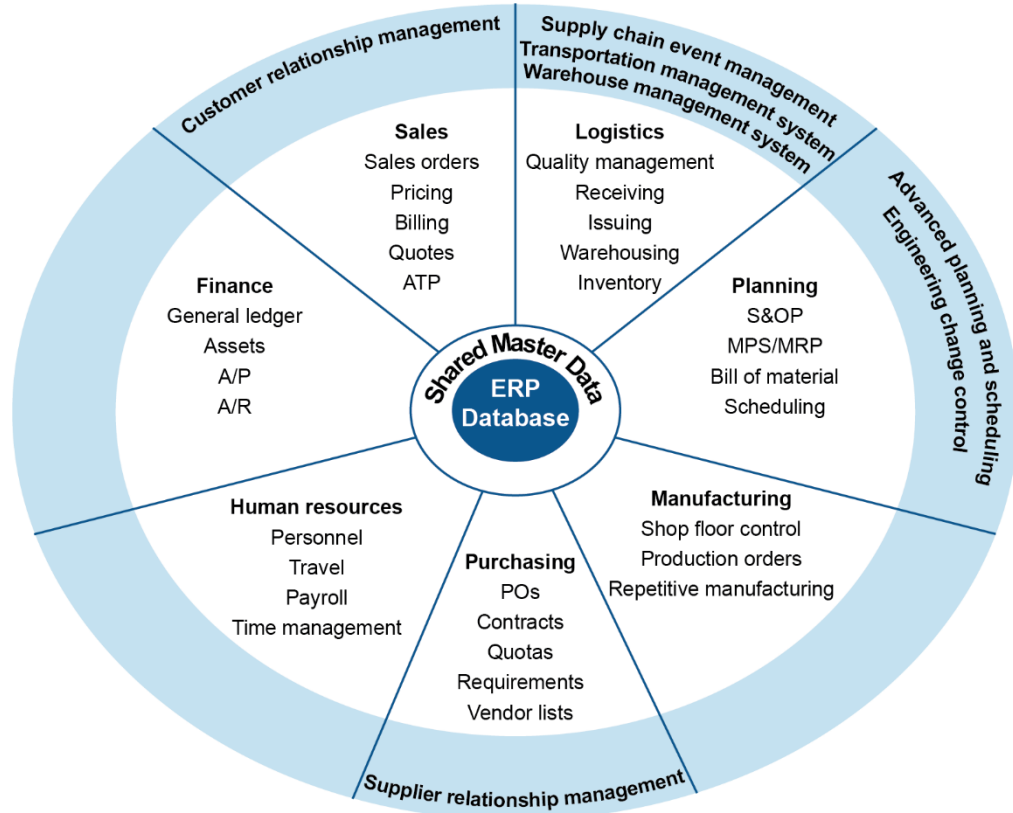 Customer relationship management
Supply chain event management
Transportation management system
Warehouse management system
Advanced planning and scheduling
Engineering change control
Sales
Sales orders
Pricing
Billing
Quotes
ATP
Logistics
Quality management
Receiving
Issuing
Warehousing
Inventory
Finance
General ledger
Assets
A/P
A/R
Planning
S&OP
MPS/MRP
Bill of material
Scheduling
Shared Master Data
ERP
Database
Human resources
Personnel
Travel
Payroll
Time management
Purchasing
POs
Contracts
Quotas
Requirements
Vendor lists
Manufacturing
Shop floor control
Production orders
Repetitive manufacturing
Supplier relationship management